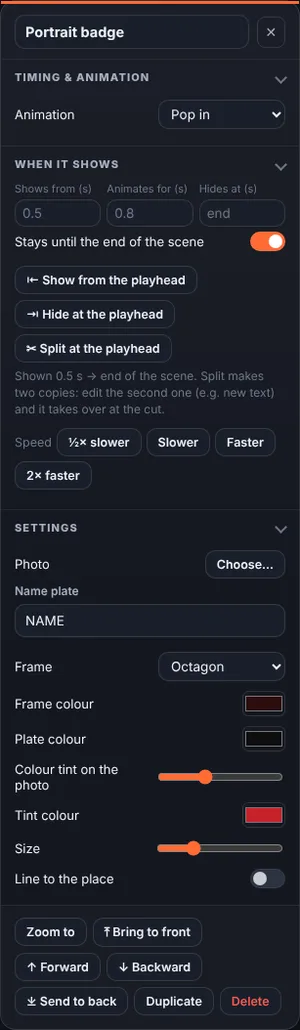 Portrait badge ✕
TIMING & ANIMATION
Animation Pop in
WHEN IT SHOWS
Shows from (s) Animates for (s) Hides at (s)
0.5 0.8 end
Stays until the end of the scene
⇤ Show from the playhead
⇥ Hide at the playhead
✂ Split at the playhead
Shown 0.5 s → end of the scene. Split makes
two copies: edit the second one (e.g. new text)
and it takes over at the cut.
Speed ½× slower Slower Faster
2× faster
SETTINGS
Photo Choose...
Name plate
NAME
Frame Octagon
Frame colour
Plate colour
Colour tint on the
photo
Tint colour
Size
Line to the place
Zoom to ⤒ Bring to front
↑ Forward ↓ Backward
⤓ Send to back Duplicate Delete